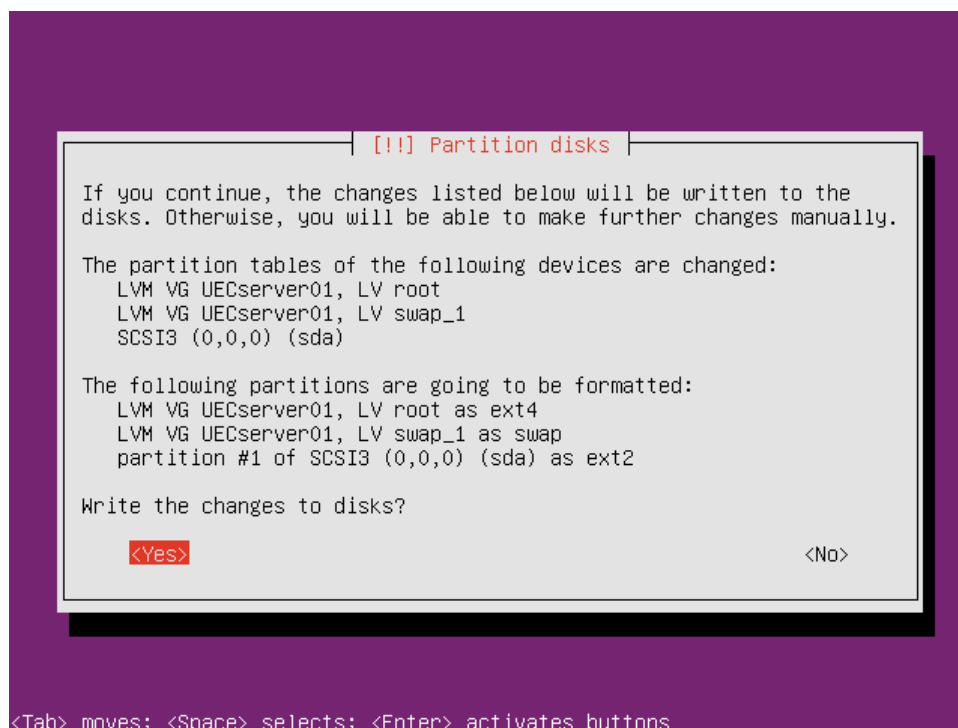 [!!] Partition disks
If you continue, the changes listed below will be written to the
disks. Otherwise, you will be able to make further changes manually.
The partition tables of the following devices are changed:
LVM VG UECserver01, LV root
LVM VG UECserver01, LV swap_1
SCSI3 (0,0,0) (sda)
The following partitions are going to be formatted:
LVM VG UECserver01, LV root as ext4
LVM VG UECserver01, LV swap_1 as swap
partition #1 of SCSI3 (0,0,0) (sda) as ext2
Write the changes to disks?
<Yes> <No>
<Tab> moves; <Space> selects; <Enter> activates buttons